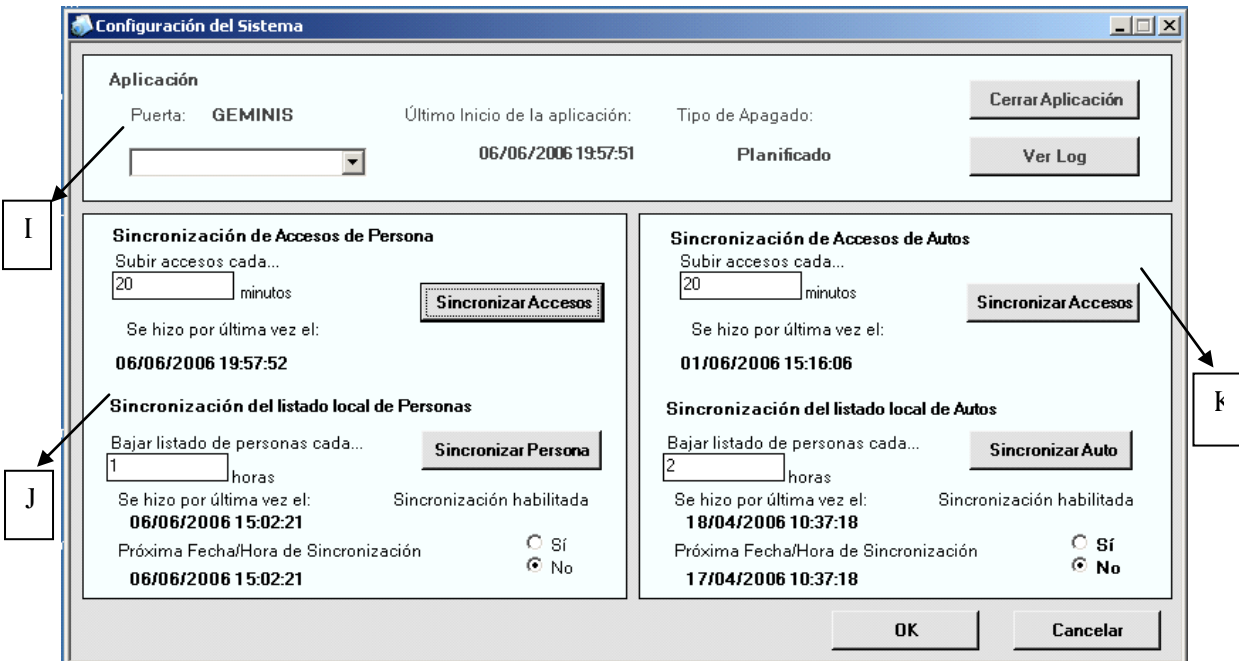 Configuración del Sistema
Aplicación
Puerta: GEMINIS
Último Inicio de la aplicación:
06/06/2006 19:57:51
Tipo de Apagado:
Planificado
Cerrar Aplicación
Ver Log
I
Sincronización de Accesos de Persona
Subir accesos cada...
20 minutos
Sincronizar Accesos
Se hizo por última vez el:
06/06/2006 19:57:52
Sincronización del listado local de Personas
Bajar listado de personas cada...
1 horas
Sincronizar Persona
Se hizo por última vez el:
06/06/2006 15:02:21
Sincronización habilitada
Sí
No
Próxima Fecha/Hora de Sincronización
06/06/2006 15:02:21
J
Sincronización de Accesos de Autos
Subir accesos cada...
20 minutos
Sincronizar Accesos
Se hizo por última vez el:
01/06/2006 15:16:06
Sincronización del listado local de Autos
Bajar listado de personas cada...
2 horas
Sincronizar Auto
Se hizo por última vez el:
18/04/2006 10:37:18
Sincronización habilitada
Sí
No
Próxima Fecha/Hora de Sincronización
17/04/2006 10:37:18
K
OK
Cancelar